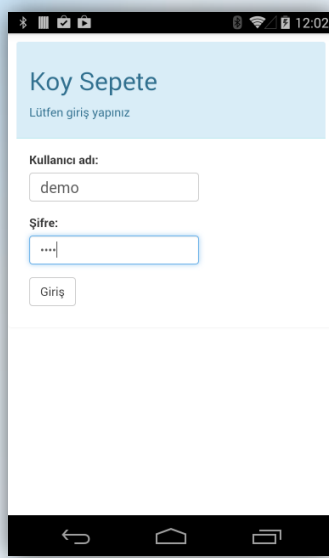 12:02
Koy Sepete
Lütfen giriş yapınız
Kullanıcı adı:
demo
Şifre:
····
Giriş